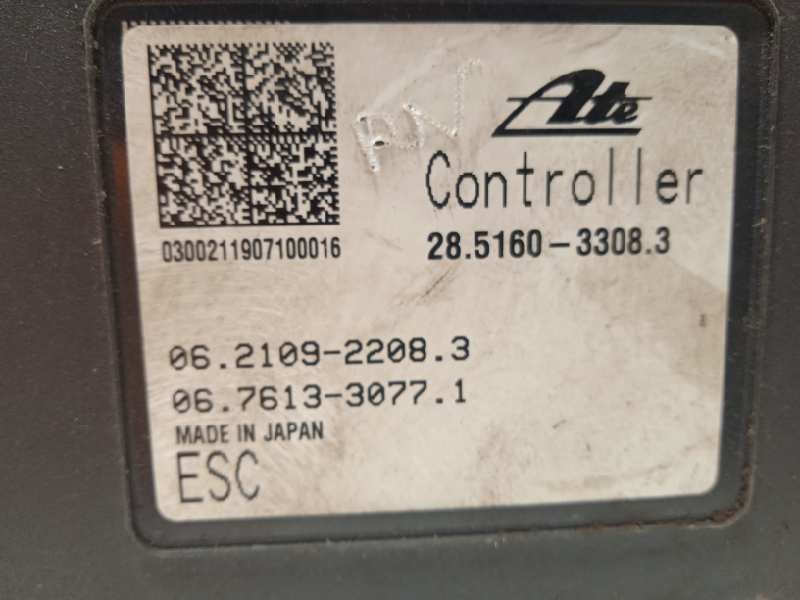 Ate
PN
Controller
0300211907100016
28.5160-3308.3
06.2109-2208.3
06.7613-3077.1
MADE IN JAPAN
ESC